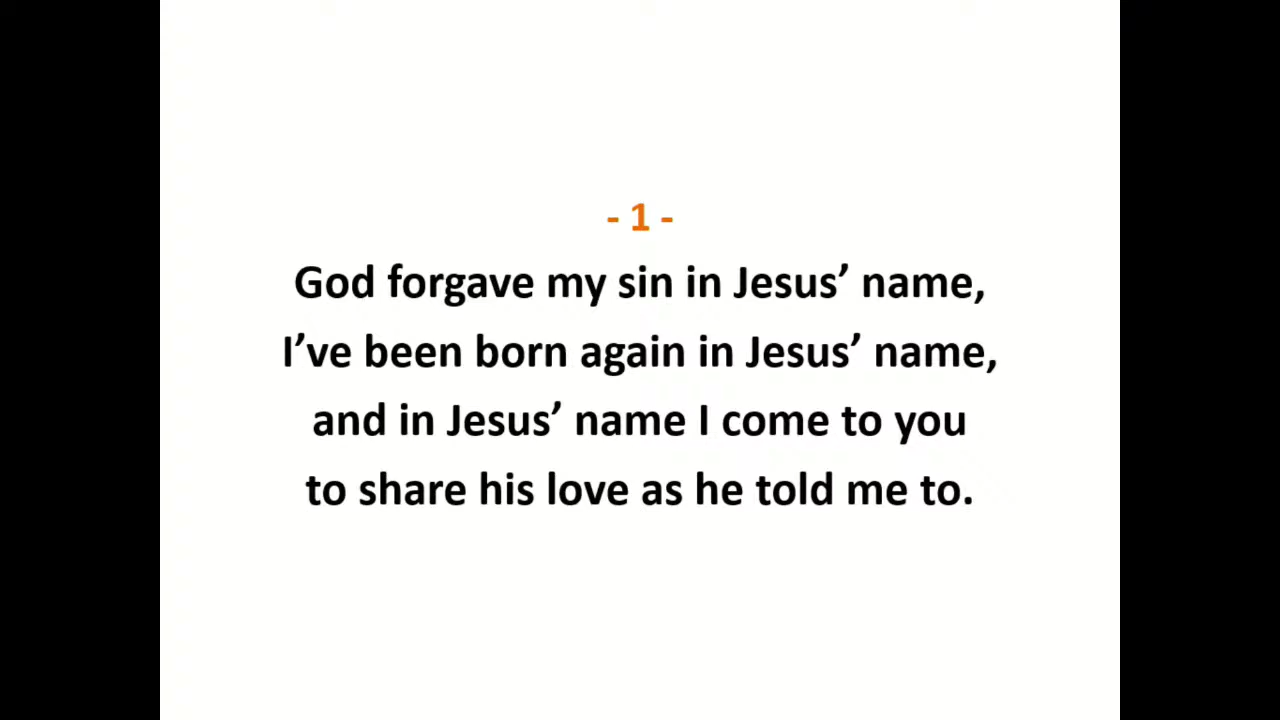 - 1 -
God forgave my sin in Jesus’ name,
I’ve been born again in Jesus’ name,
and in Jesus’ name I come to you
to share his love as he told me to.